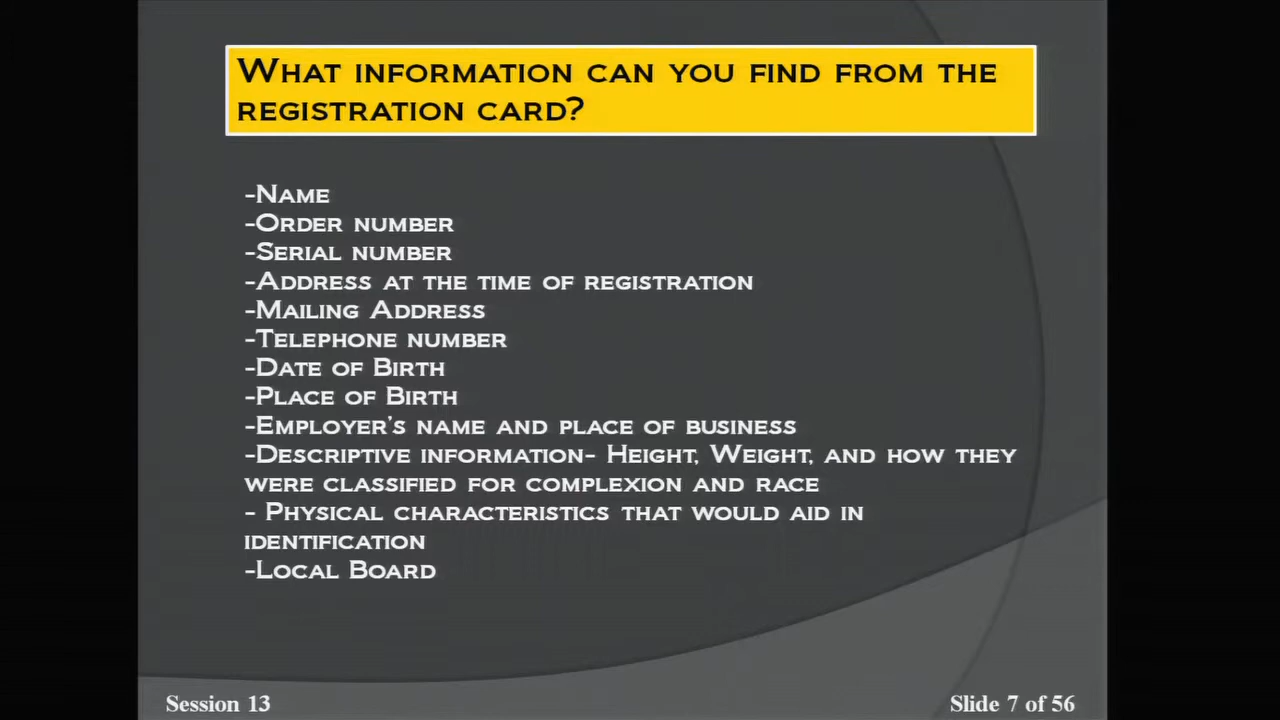 What information can you find from the
registration card?
-Name
-Order number
-Serial number
-Address at the time of registration
-Mailing Address
-Telephone number
-Date of Birth
-Place of Birth
-Employer's name and place of business
-Descriptive information- Height, Weight, and how they
were classified for complexion and race
- Physical characteristics that would aid in
identification
-Local Board
Session 13
Slide 7 of 56